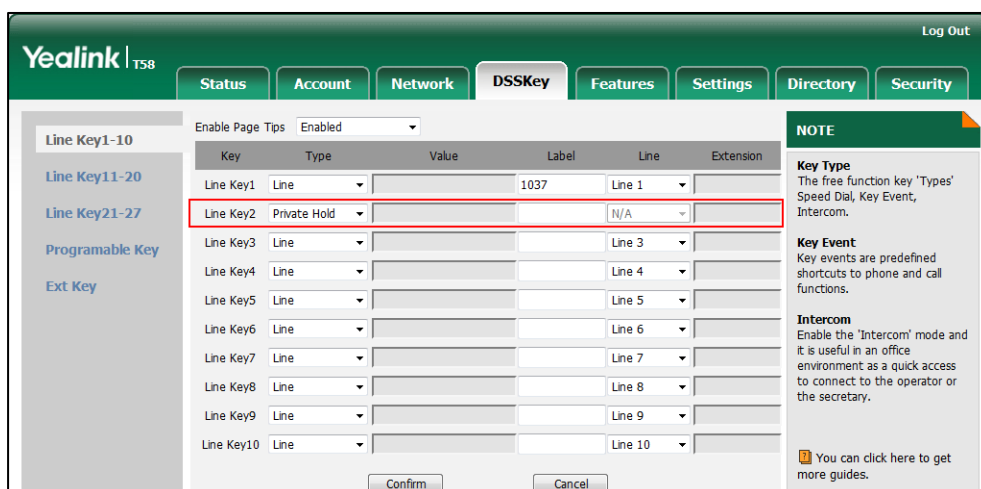 Log Out
Yealink T58
Status Account Network DSSKey Features Settings Directory Security
Line Key1-10
Line Key11-20
Line Key21-27
Programable Key
Ext Key
Enable Page Tips Enabled
Key Type Value Label Line Extension
Line Key1 Line 1037 Line 1
Line Key2 Private Hold N/A
Line Key3 Line Line 3
Line Key4 Line Line 4
Line Key5 Line Line 5
Line Key6 Line Line 6
Line Key7 Line Line 7
Line Key8 Line Line 8
Line Key9 Line Line 9
Line Key10 Line Line 10
Confirm Cancel
NOTE
Key Type
The free function key 'Types'
Speed Dial, Key Event,
Intercom.
Key Event
Key events are predefined
shortcuts to phone and call
functions.
Intercom
Enable the 'Intercom' mode and
it is useful in an office
environment as a quick access
to connect to the operator or
the secretary.
You can click here to get
more guides.